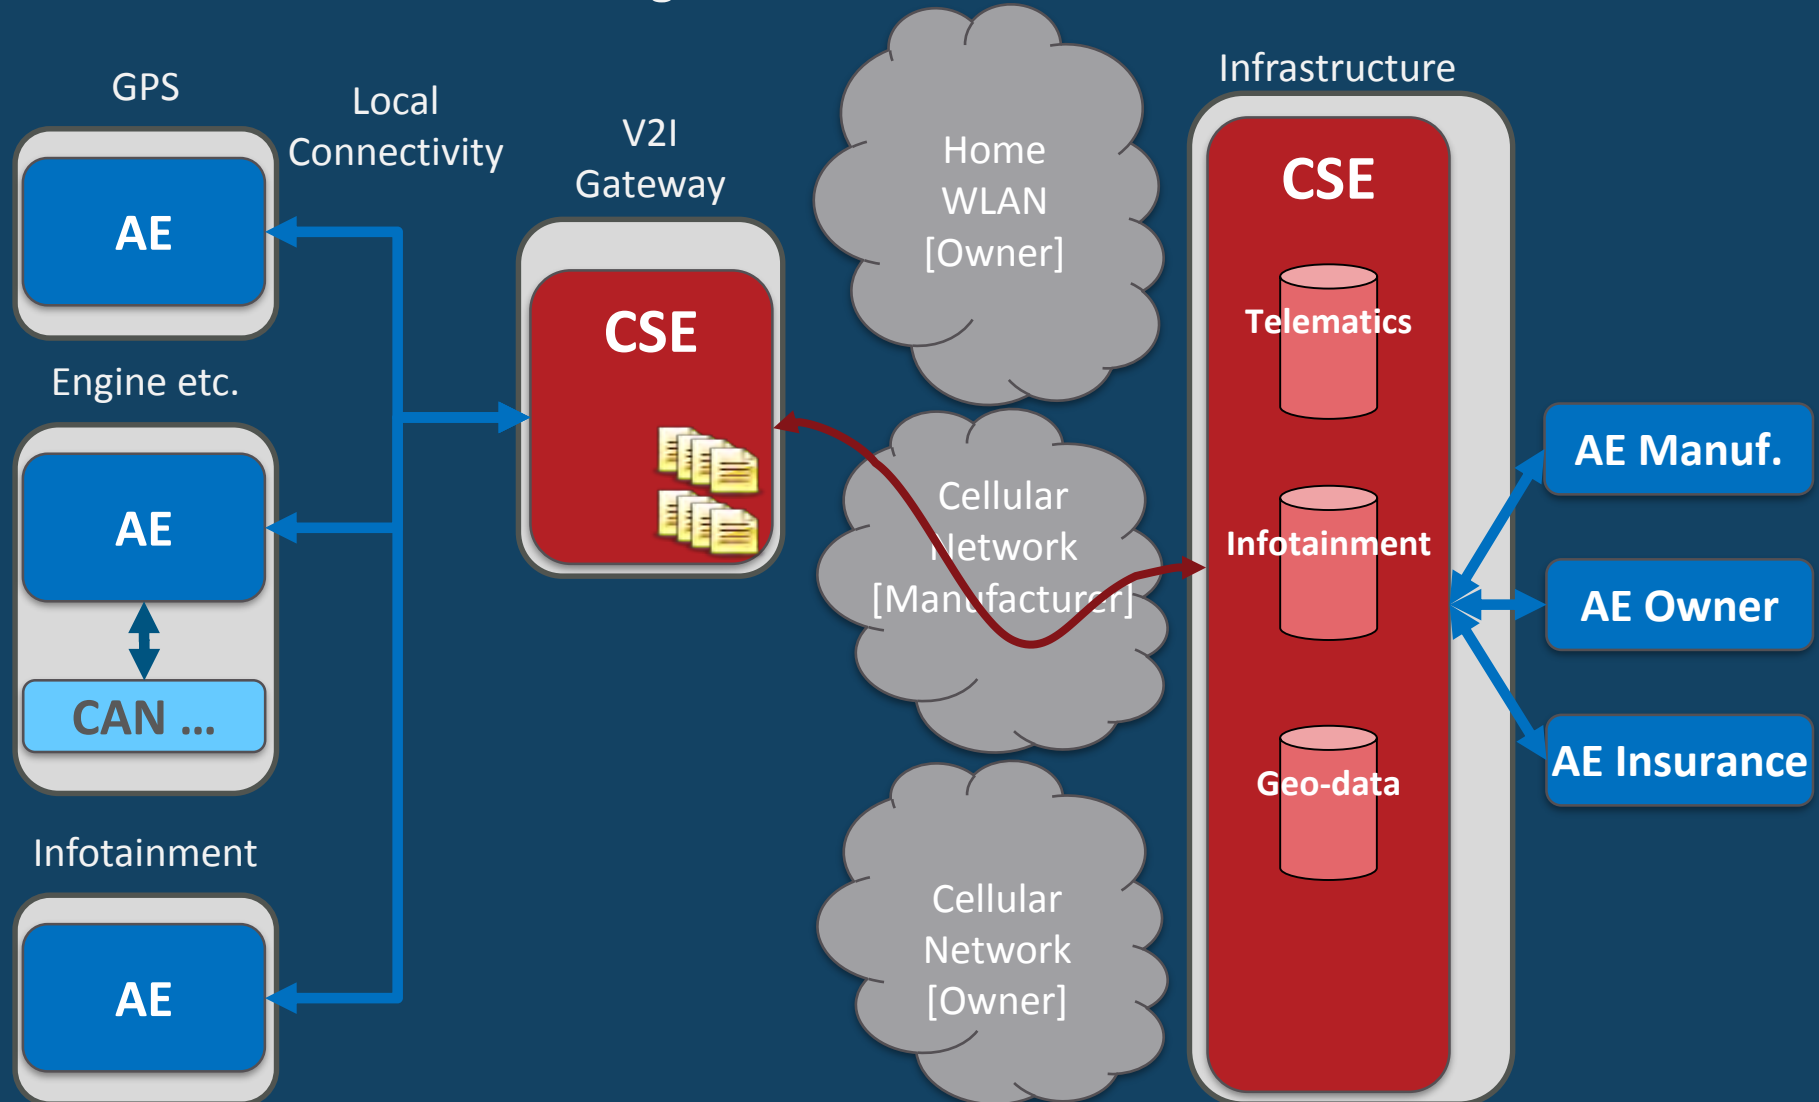 GPS
AE
Local
Connectivity
Engine etc.
AE
CAN ...
Infotainment
AE
V2I
Gateway
CSE
Home
WLAN
[Owner]
Cellular
Network
[Manufacturer]
Cellular
Network
[Owner]
Infrastructure
CSE
Telematics
Infotainment
Geo-data
AE Manuf.
AE Owner
AE Insurance